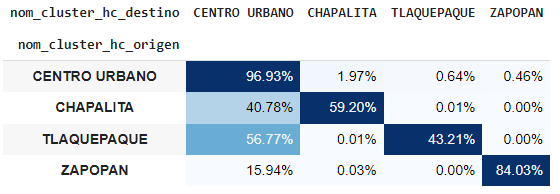 nom_cluster_hc_destino CENTRO URBANO CHAPALITA TLAQUEPAQUE ZAPOPAN
nom_cluster_hc_origen
CENTRO URBANO 96.93% 1.97% 0.64% 0.46%
CHAPALITA 40.78% 59.20% 0.01% 0.00%
TLAQUEPAQUE 56.77% 0.01% 43.21% 0.00%
ZAPOPAN 15.94% 0.03% 0.00% 84.03%